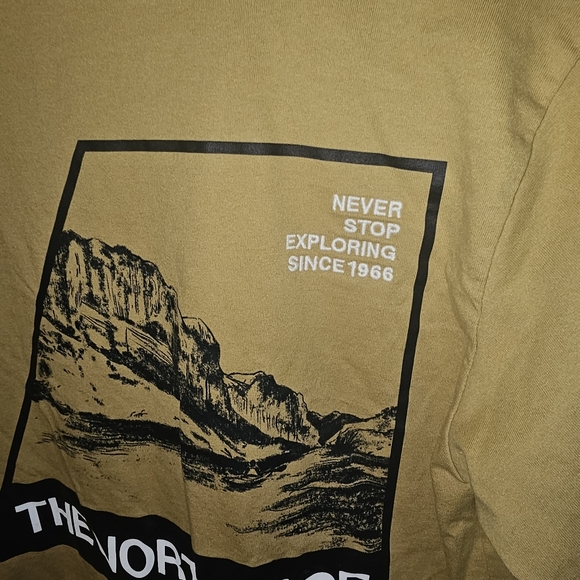 NEVER
STOP
EXPLORING
SINCE 1966
THE